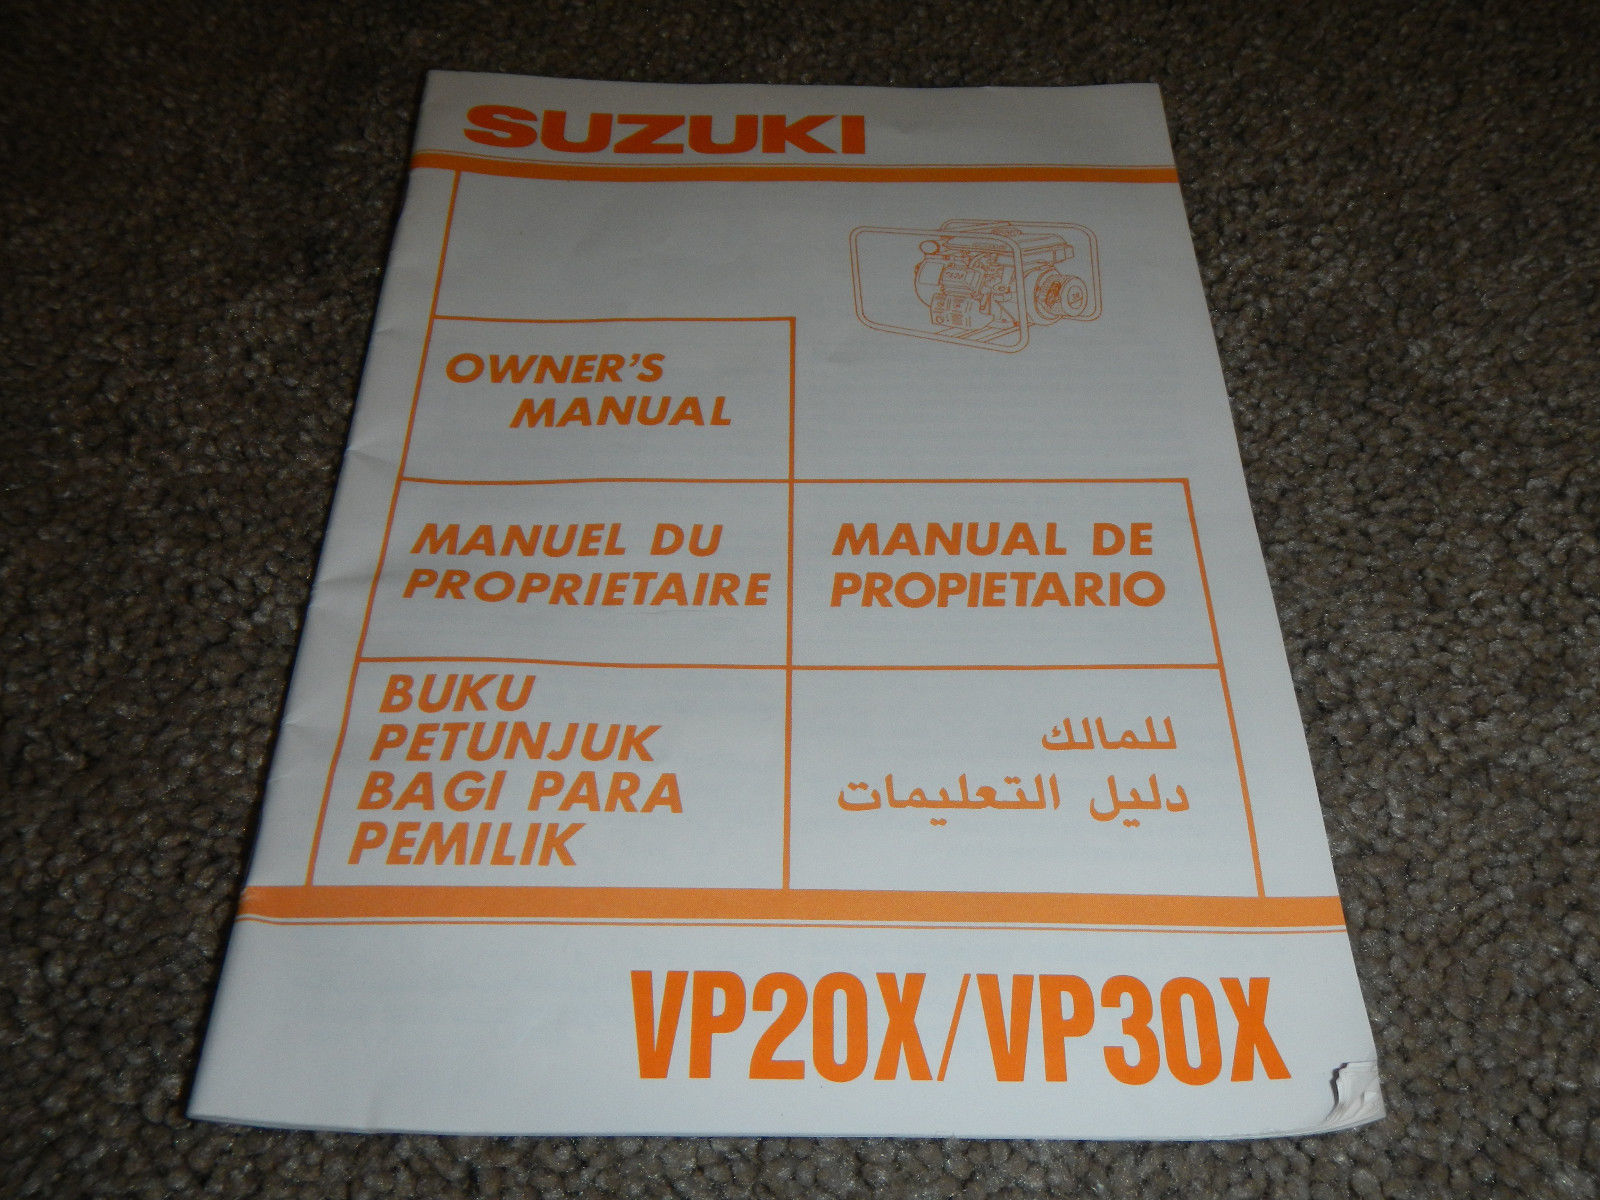 SUZUKI
OWNER'S
MANUAL
MANUEL DU
PROPRIETAIRE
MANUAL DE
PROPIETARIO
BUKU
PETUNJUK
BAGI PARA
PEMILIK
للمالك
دليل التعليمات
VP20X/VP30X